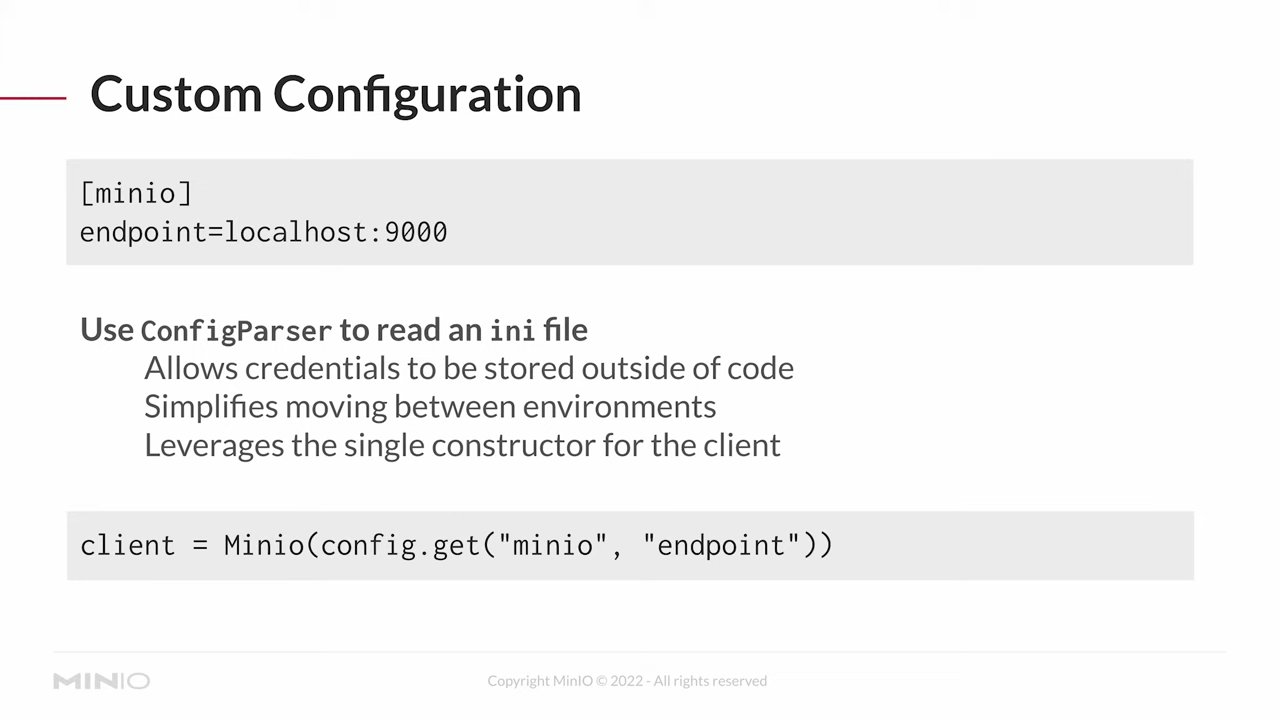 Custom Configuration
[minio]
endpoint=localhost:9000
Use ConfigParser to read an ini file
Allows credentials to be stored outside of code
Simplifies moving between environments
Leverages the single constructor for the client
client = Minio(config.get("minio", "endpoint"))
MINIO
Copyright MinIO © 2022 - All rights reserved